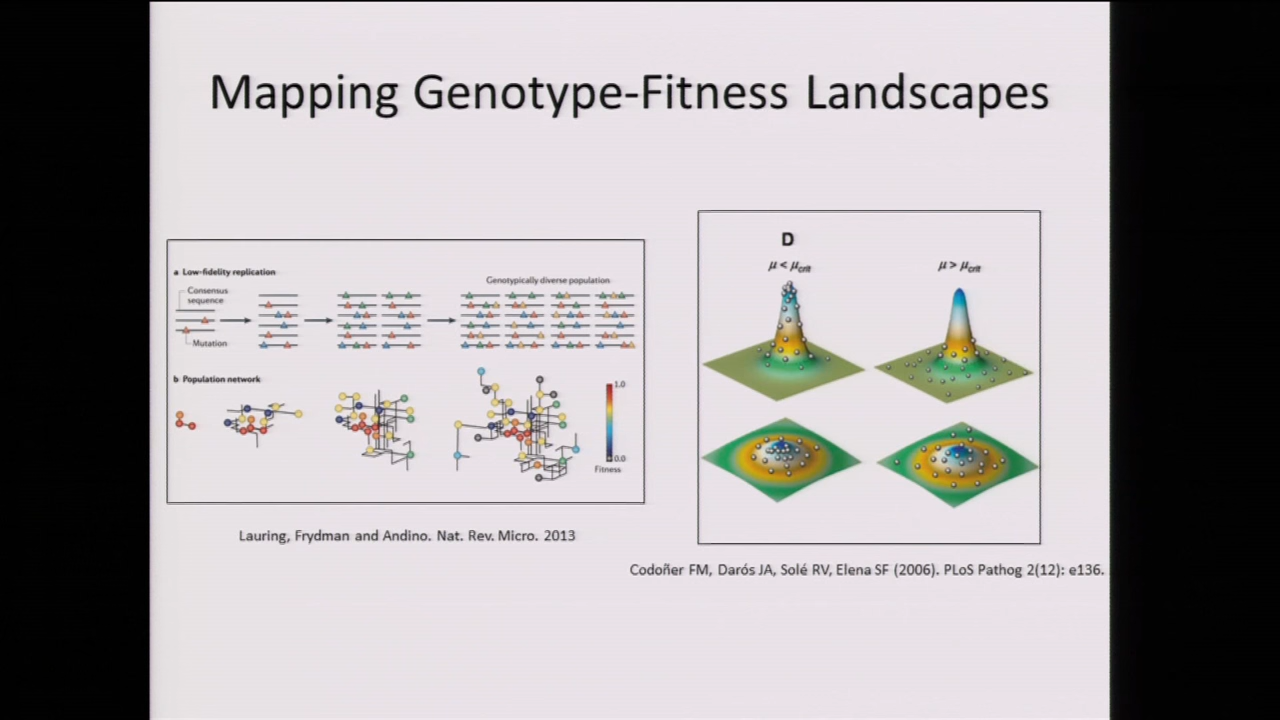 Mapping Genotype-Fitness Landscapes
a Low-fidelity replication
Consensus
sequence
Mutation
Genotypically diverse population
b Population network
1.0
0.0
Fitness
Lauring, Frydman and Andino. Nat. Rev. Micro. 2013
D
μ < μcrit
μ > μcrit
Codoñer FM, Darós JA, Solé RV, Elena SF (2006). PLoS Pathog 2(12): e136.